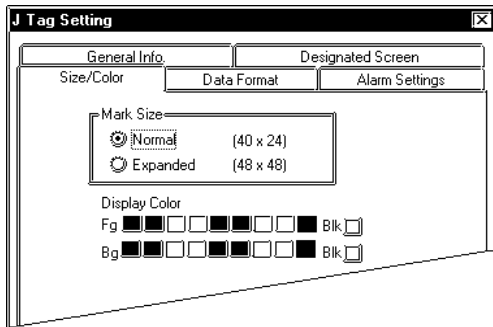 J Tag Setting
General Info.
Designated Screen
Size/Color
Data Format
Alarm Settings
Mark Size
Normal (40 x 24)
Expanded (48 x 48)
Display Color
Fg Blk
Bg Blk